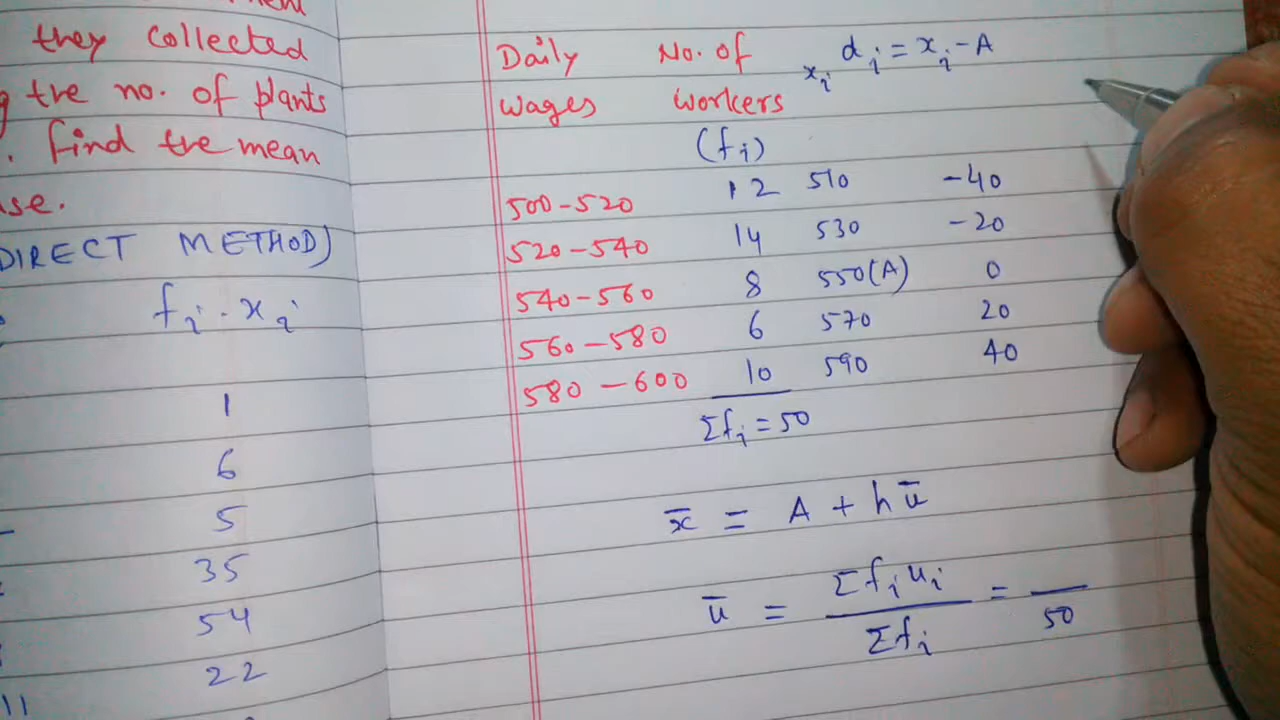 they collected
the no. of plants
. find the mean
DIRECT METHOD)
fi . xi
1
6
5
35
54
22
11
Daily No. of xi di = xi - A
wages workers
(fi)
500-520 12 510 -40
520-540 14 530 -20
540-560 8 550(A) 0
560-580 6 570 20
580-600 10 590 40
Σfi = 50
x̄ = A + hū
ū = Σfiui / Σfi = / 50